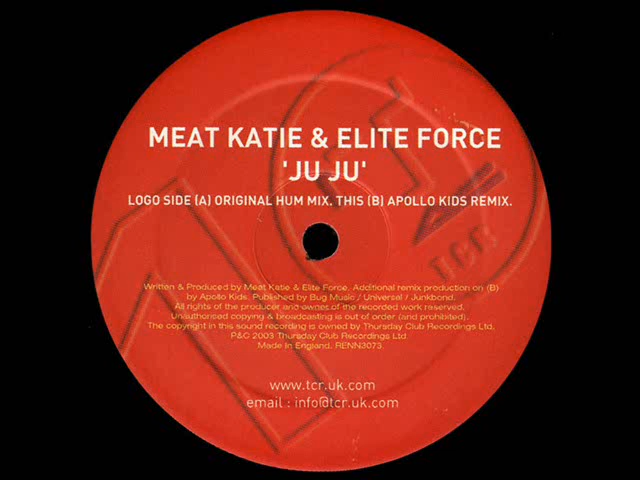 MEAT KATIE & ELITE FORCE
'JU JU'
LOGO SIDE (A) ORIGINAL HUM MIX. THIS (B) APOLLO KIDS REMIX.
TCR
Written & Produced by Meat Katie & Elite Force. Additional remix production on (B)
by Apollo Kids. Published by Bug Music / Universal / Junkbond.
All rights of the producer and owner of the recorded work reserved.
Unauthorised copying & broadcasting is out of order (and prohibited).
The copyright in this sound recording is owned by Thursday Club Recordings Ltd.
P&C 2003 Thursday Club Recordings Ltd.
Made In England. RENN3073.
www.tcr.uk.com
email : info@tcr.uk.com